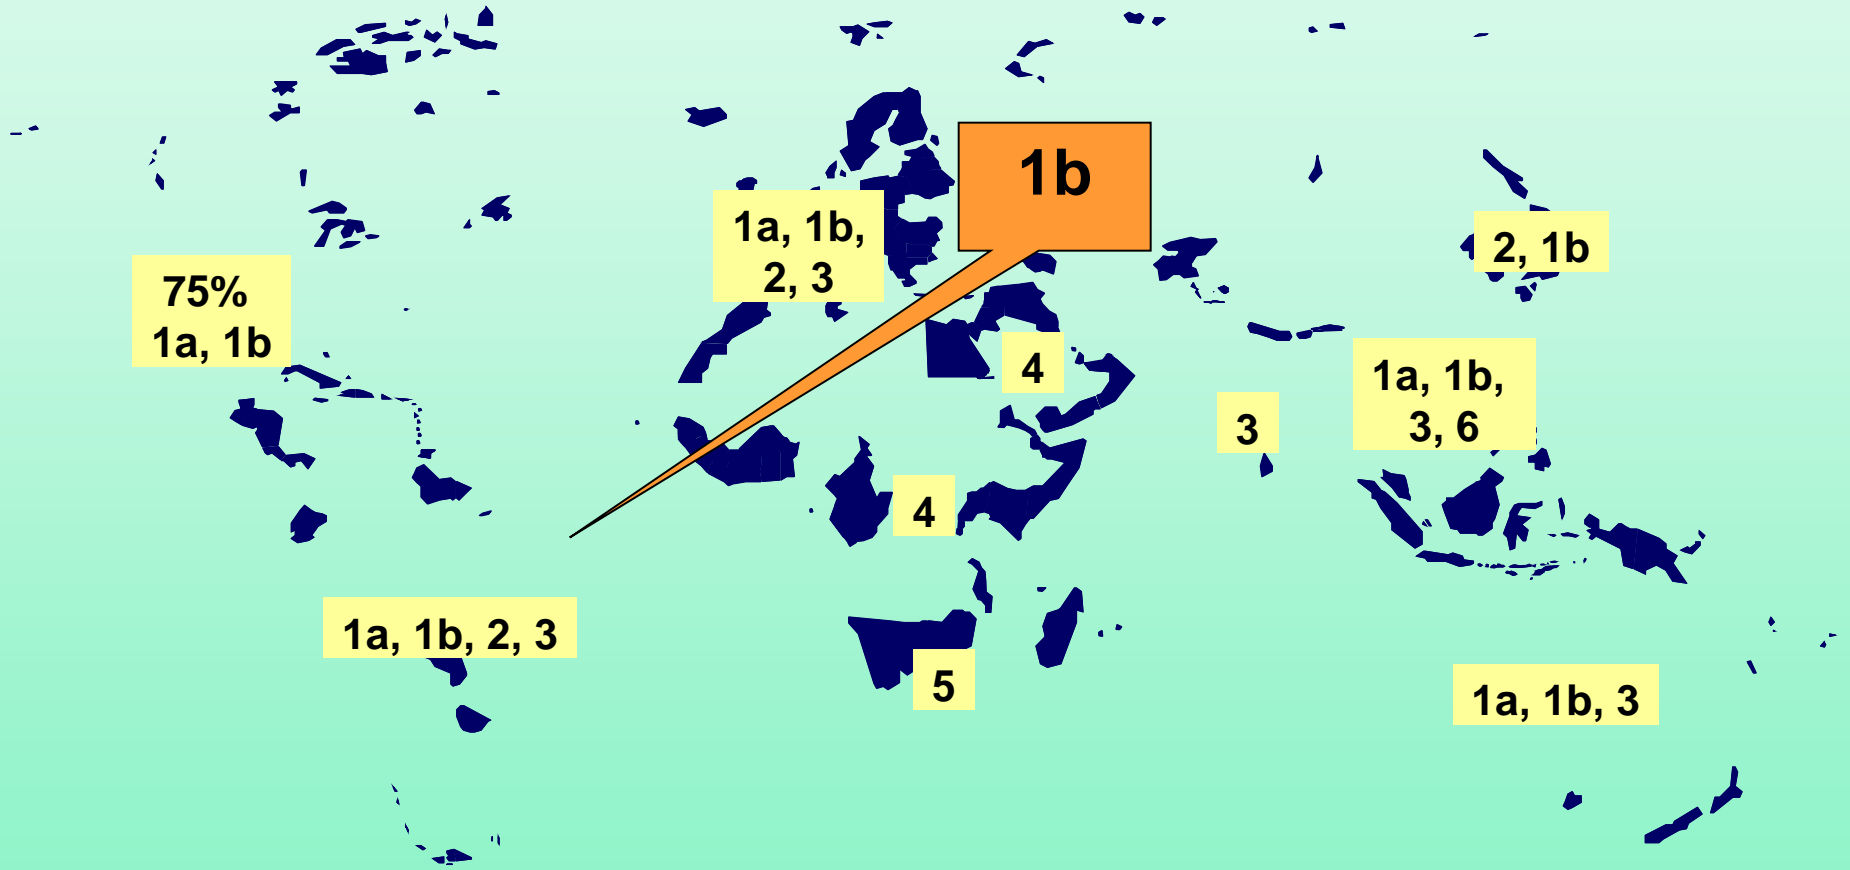 1b
1a, 1b,
2, 3
2, 1b
75%
1a, 1b
4
1a, 1b,
3, 6
3
4
1a, 1b, 2, 3
5
1a, 1b, 3